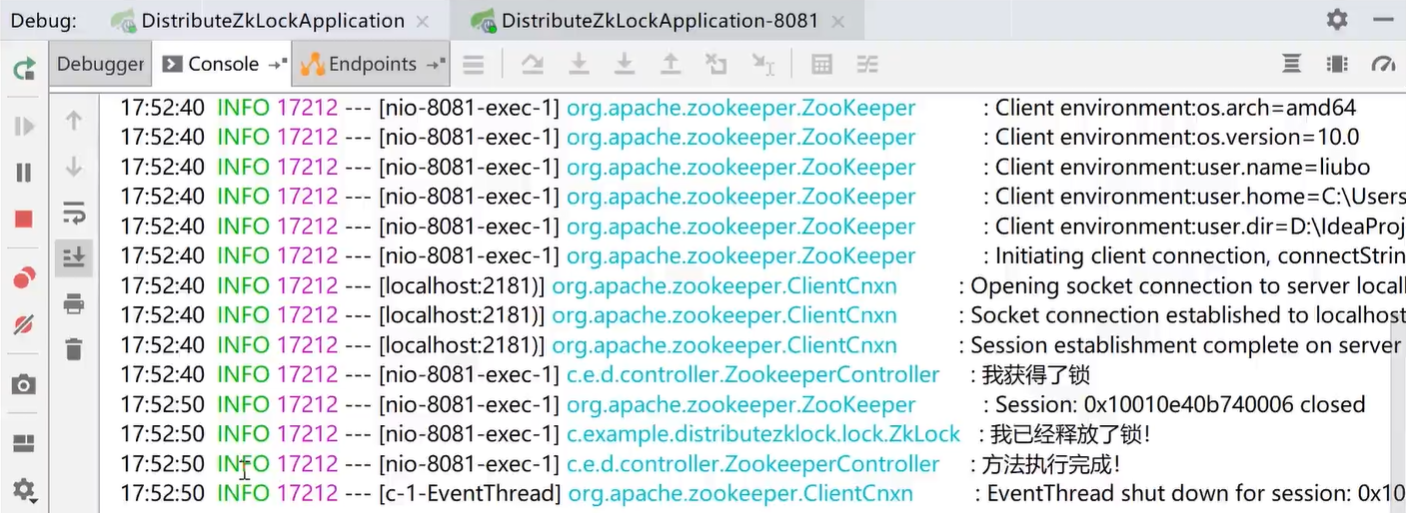 Debug: DistributeZkLockApplication × DistributeZkLockApplication-8081 ×
Debugger Console Endpoints
17:52:40 INFO 17212 --- [nio-8081-exec-1] org.apache.zookeeper.ZooKeeper : Client environment:os.arch=amd64
17:52:40 INFO 17212 --- [nio-8081-exec-1] org.apache.zookeeper.ZooKeeper : Client environment:os.version=10.0
17:52:40 INFO 17212 --- [nio-8081-exec-1] org.apache.zookeeper.ZooKeeper : Client environment:user.name=liubo
17:52:40 INFO 17212 --- [nio-8081-exec-1] org.apache.zookeeper.ZooKeeper : Client environment:user.home=C:\Users
17:52:40 INFO 17212 --- [nio-8081-exec-1] org.apache.zookeeper.ZooKeeper : Client environment:user.dir=D:\IdeaProj
17:52:40 INFO 17212 --- [nio-8081-exec-1] org.apache.zookeeper.ZooKeeper : Initiating client connection, connectStrin
17:52:40 INFO 17212 --- [localhost:2181)] org.apache.zookeeper.ClientCnxn : Opening socket connection to server locall
17:52:40 INFO 17212 --- [localhost:2181)] org.apache.zookeeper.ClientCnxn : Socket connection established to localhost
17:52:40 INFO 17212 --- [localhost:2181)] org.apache.zookeeper.ClientCnxn : Session establishment complete on server
17:52:40 INFO 17212 --- [nio-8081-exec-1] c.e.d.controller.ZookeeperController : 我获得了锁
17:52:50 INFO 17212 --- [nio-8081-exec-1] org.apache.zookeeper.ZooKeeper : Session: 0x10010e40b740006 closed
17:52:50 INFO 17212 --- [nio-8081-exec-1] c.example.distributezklock.lock.ZkLock : 我已经释放了锁！
17:52:50 INFO 17212 --- [nio-8081-exec-1] c.e.d.controller.ZookeeperController : 方法执行完成！
17:52:50 INFO 17212 --- [c-1-EventThread] org.apache.zookeeper.ClientCnxn : EventThread shut down for session: 0x10